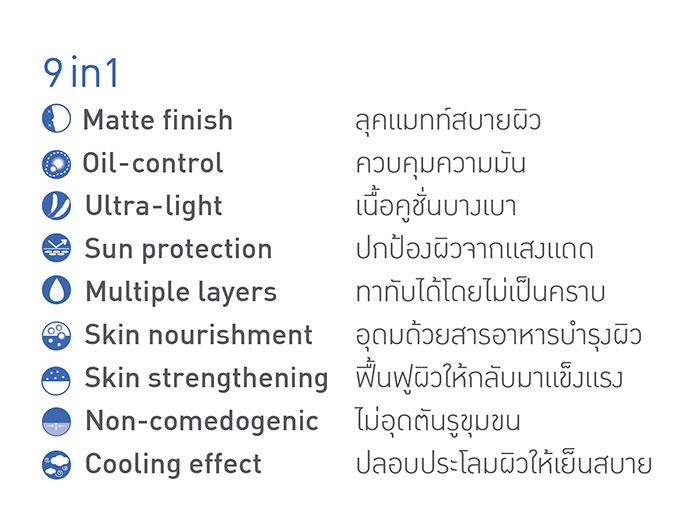 9 in 1
Matte finish ลุคแมทท์สบายผิว
Oil-control ควบคุมความมัน
Ultra-light เนื้อคูชั่นบางเบา
Sun protection ปกป้องผิวจากแสงแดด
Multiple layers ทาทับได้โดยไม่เป็นคราบ
Skin nourishment อุดมด้วยสารอาหารบำรุงผิว
Skin strengthening ฟื้นฟูผิวให้กลับมาแข็งแรง
Non-comedogenic ไม่อุดตันรูขุมขน
Cooling effect ปลอบประโลมผิวให้เย็นสบาย